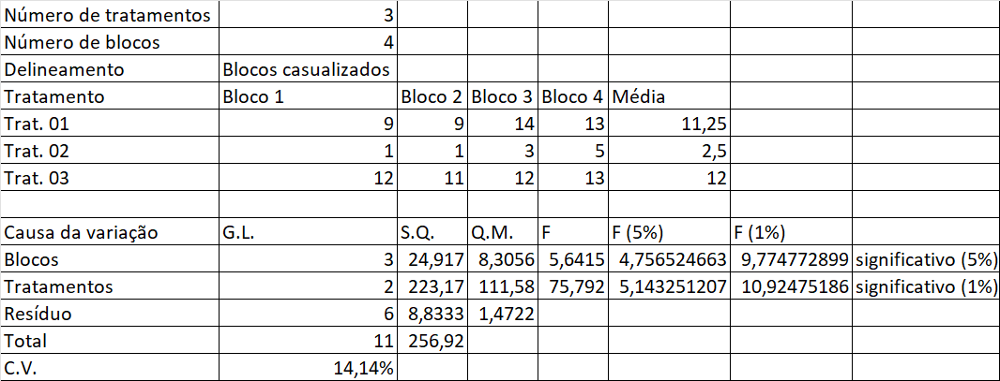 Número de tratamentos 3
Número de blocos 4
Delineamento Blocos casualizados
Tratamento Bloco 1 Bloco 2 Bloco 3 Bloco 4 Média
Trat. 01 9 9 14 13 11,25
Trat. 02 1 1 3 5 2,5
Trat. 03 12 11 12 13 12
Causa da variação G.L. S.Q. Q.M. F F (5%) F (1%)
Blocos 3 24,917 8,3056 5,6415 4,756524663 9,774772899 significativo (5%)
Tratamentos 2 223,17 111,58 75,792 5,143251207 10,92475186 significativo (1%)
Resíduo 6 8,8333 1,4722
Total 11 256,92
C.V. 14,14%